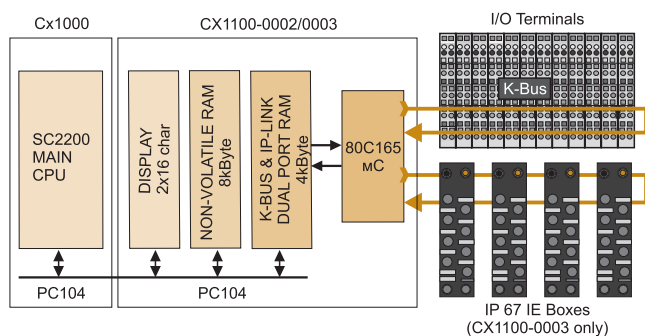 Cx1000
CX1100-0002/0003
I/O Terminals
SC2200
MAIN
CPU
DISPLAY
2x16 char
NON-VOLATILE RAM
8kByte
K-BUS & IP-LINK
DUAL PORT RAM
4kByte
80C165
мС
K-Bus
PC104
PC104
IP 67 IE Boxes
(CX1100-0003 only)